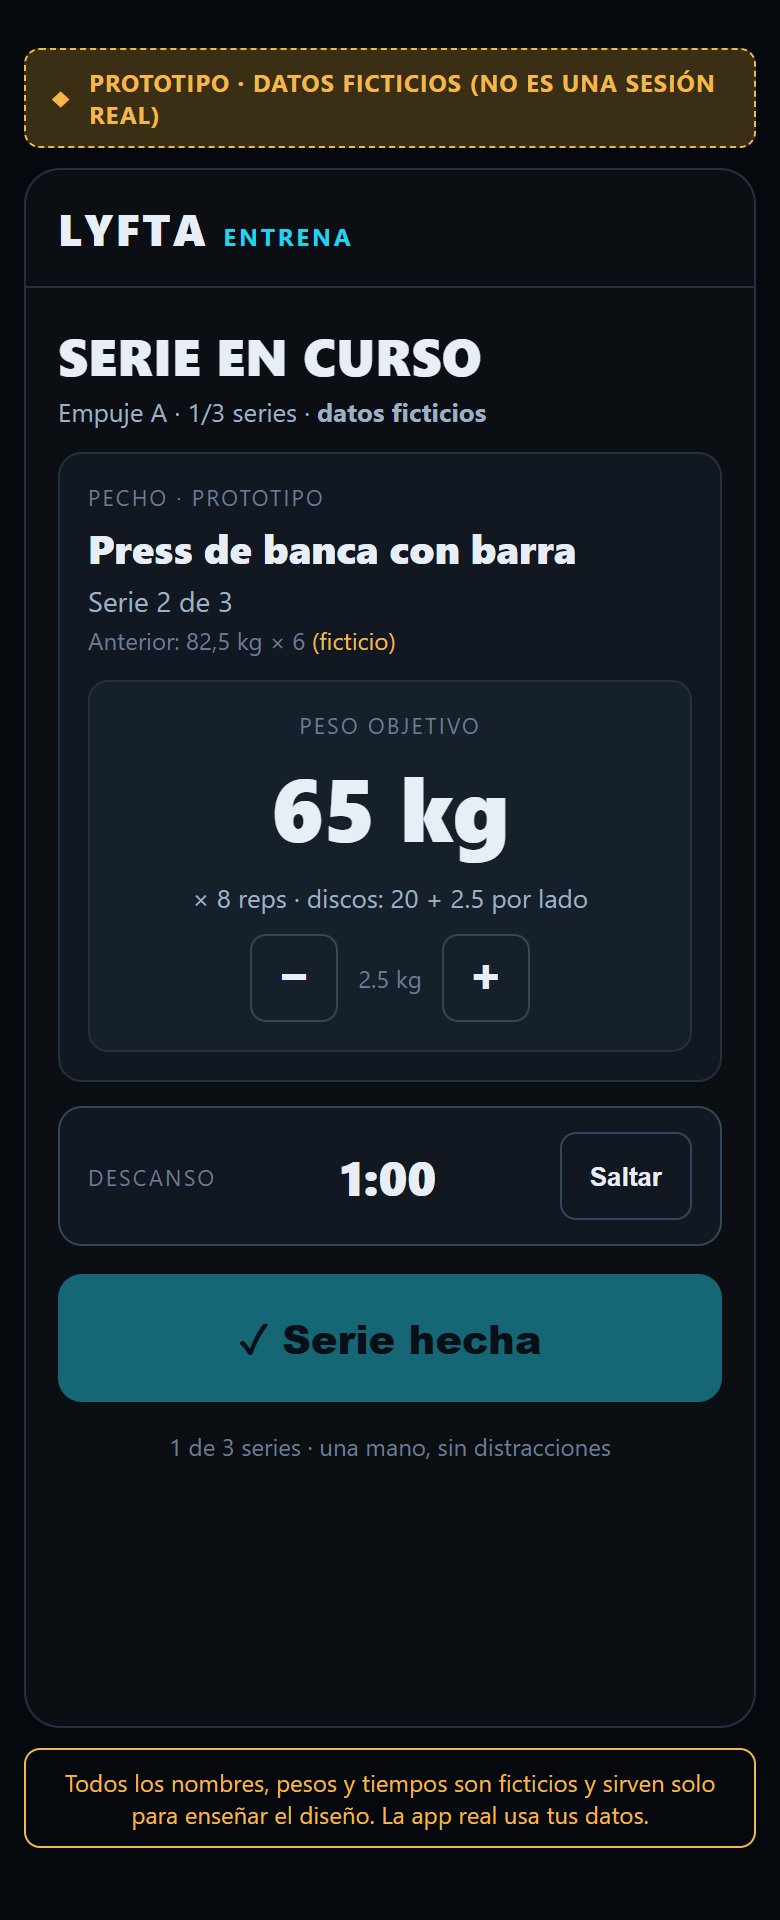 ◆ PROTOTIPO · DATOS FICTICIOS (NO ES UNA SESIÓN
REAL)
LYFTA ENTRENA
SERIE EN CURSO
Empuje A · 1/3 series · datos ficticios
PECHO · PROTOTIPO
Press de banca con barra
Serie 2 de 3
Anterior: 82,5 kg × 6 (ficticio)
PESO OBJETIVO
65 kg
× 8 reps · discos: 20 + 2.5 por lado
− 2.5 kg +
DESCANSO 1:00 Saltar
✓ Serie hecha
1 de 3 series · una mano, sin distracciones
Todos los nombres, pesos y tiempos son ficticios y sirven solo
para enseñar el diseño. La app real usa tus datos.